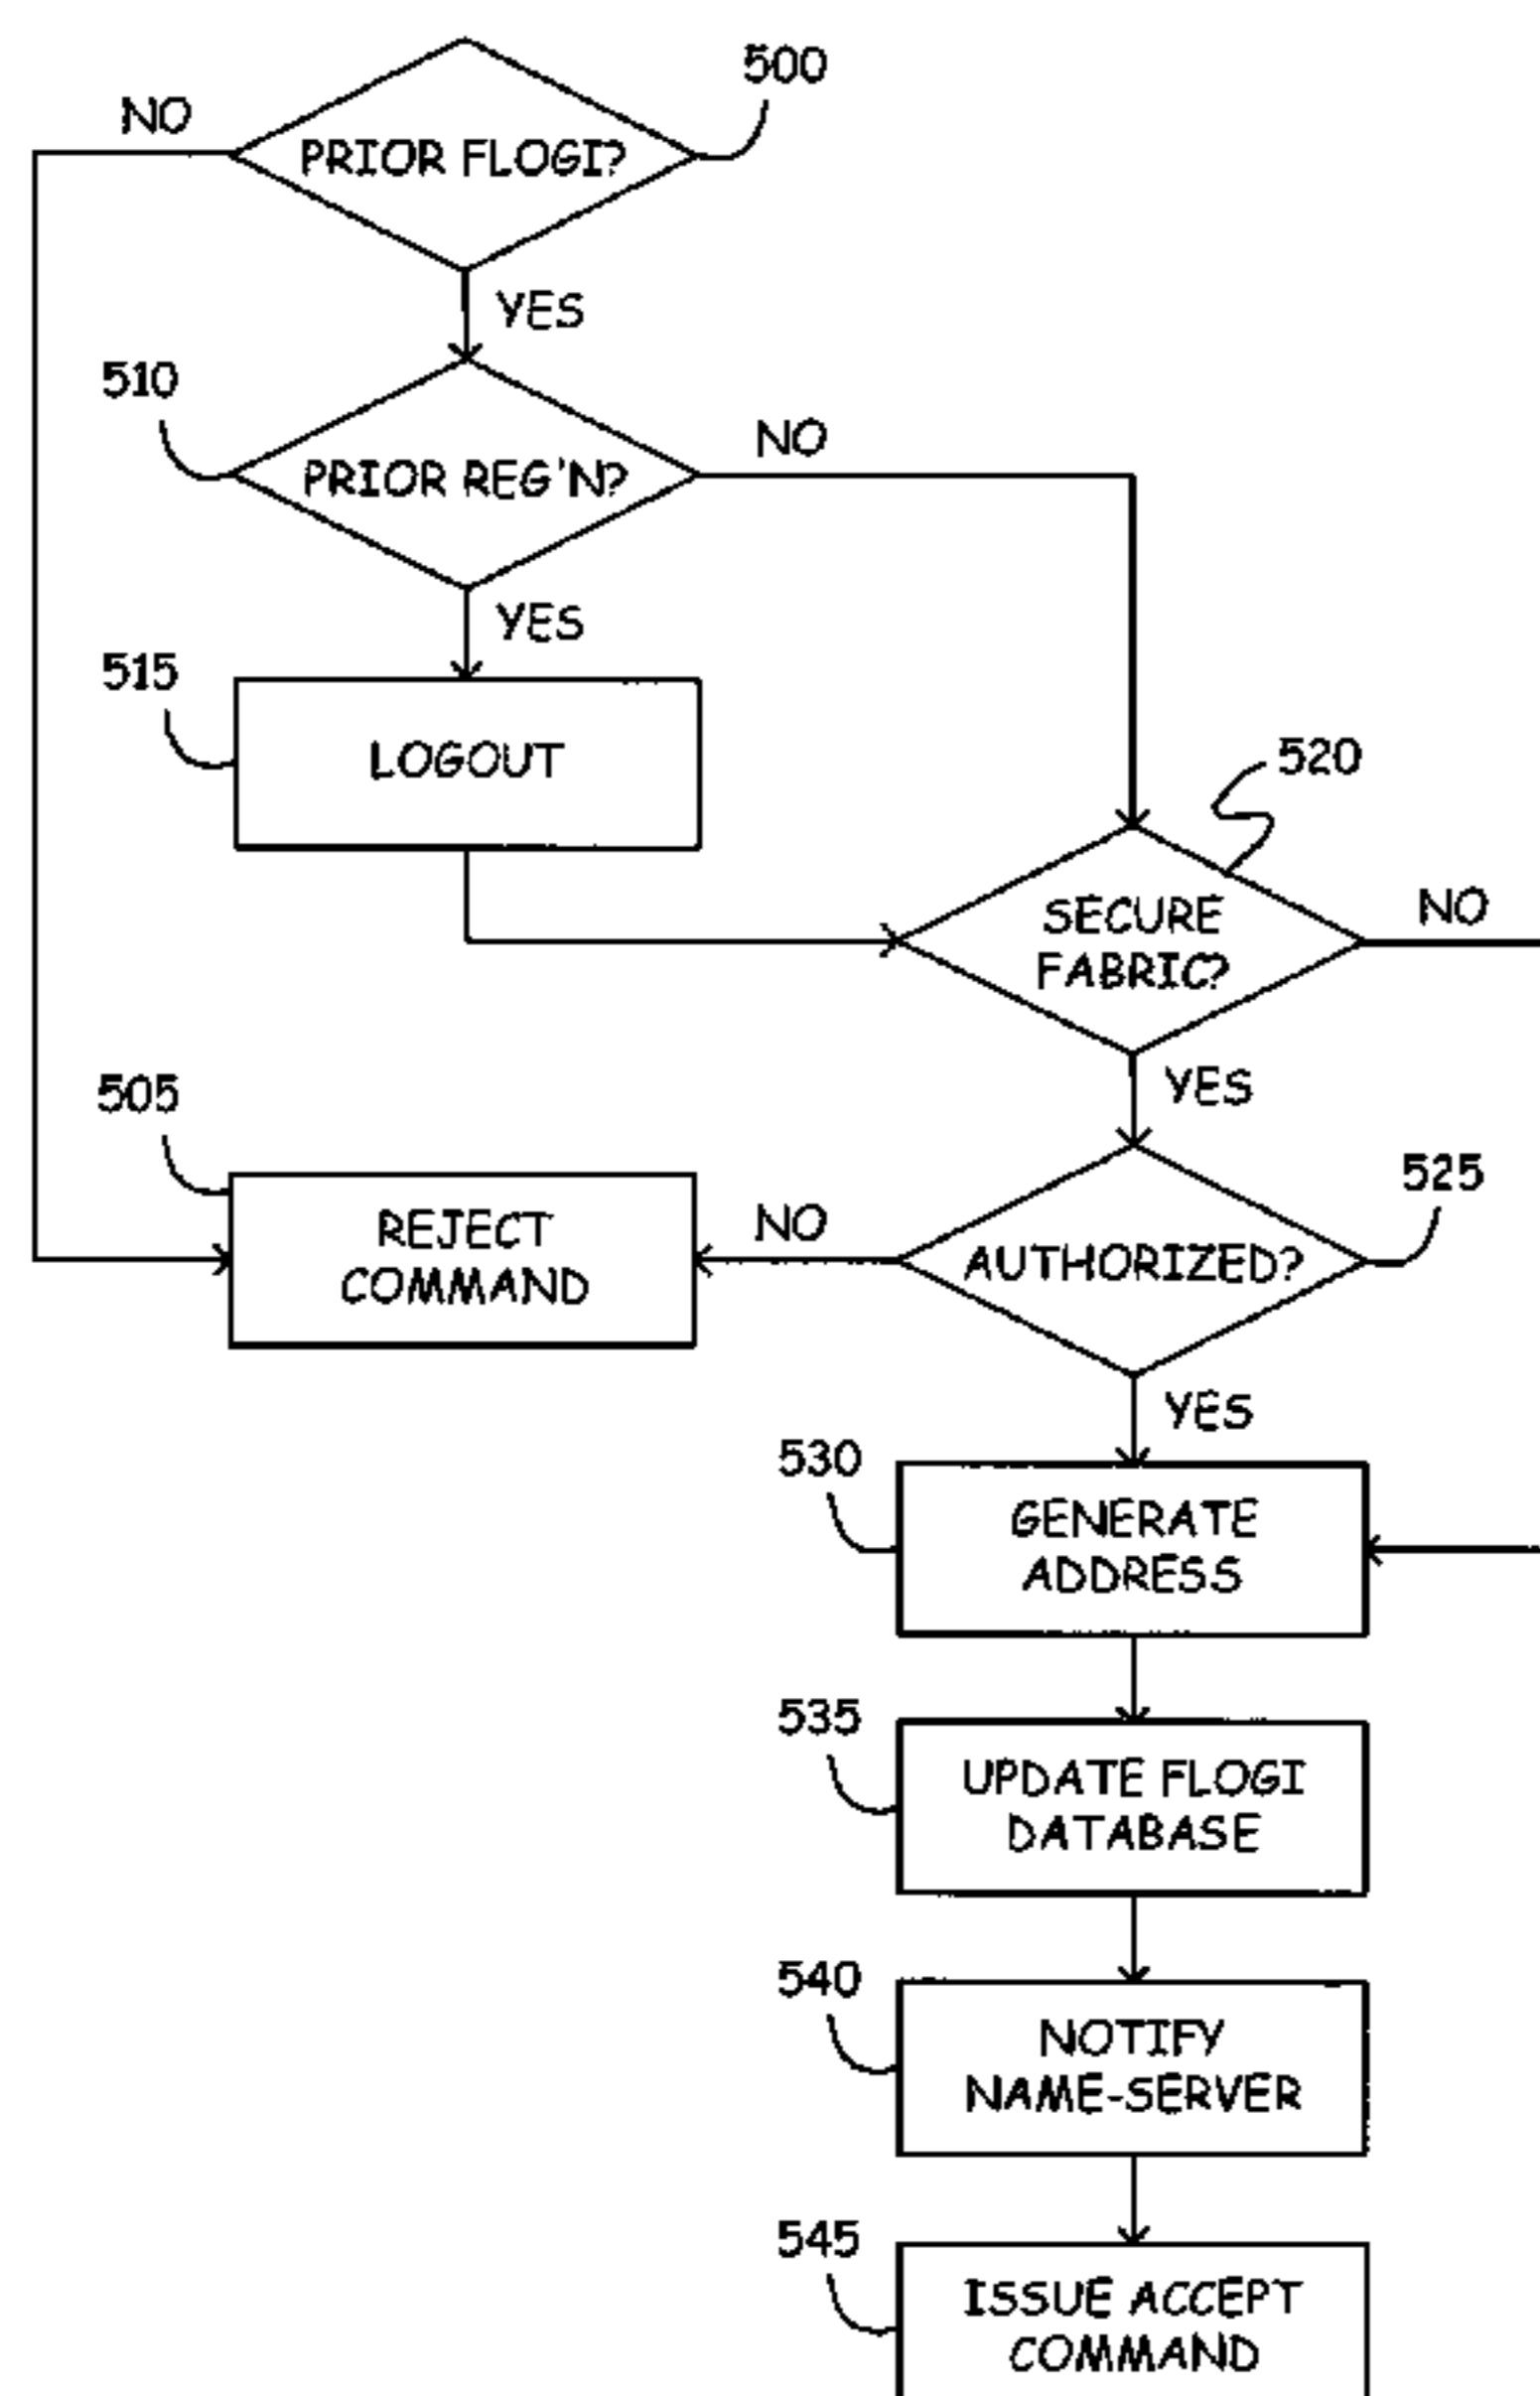 500
NO
PRIOR FLOGI?
YES
510
NO
PRIOR REG'N?
YES
515
LOGOUT
520
NO
SECURE
FABRIC?
YES
505
525
REJECT
COMMAND
NO
AUTHORIZED?
YES
530
GENERATE
ADDRESS
535
UPDATE FLOGI
DATABASE
540
NOTIFY
NAME-SERVER
545
ISSUE ACCEPT
COMMAND